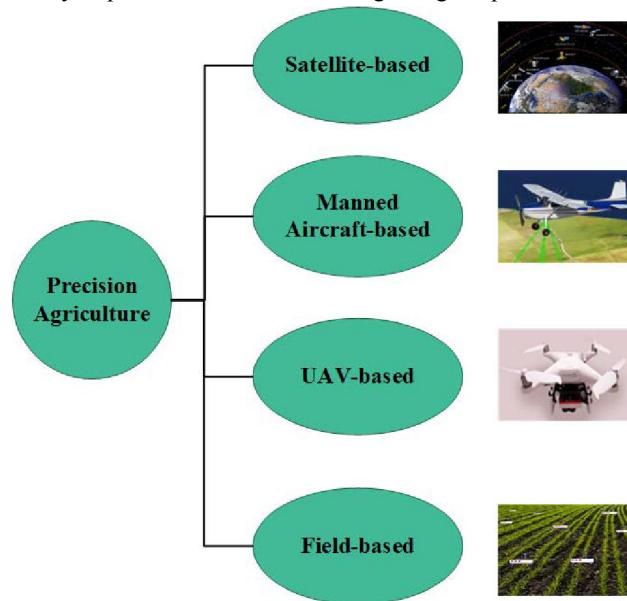 Satellite-based
Manned
Aircraft-based
Precision
Agriculture
UAV-based
Field-based